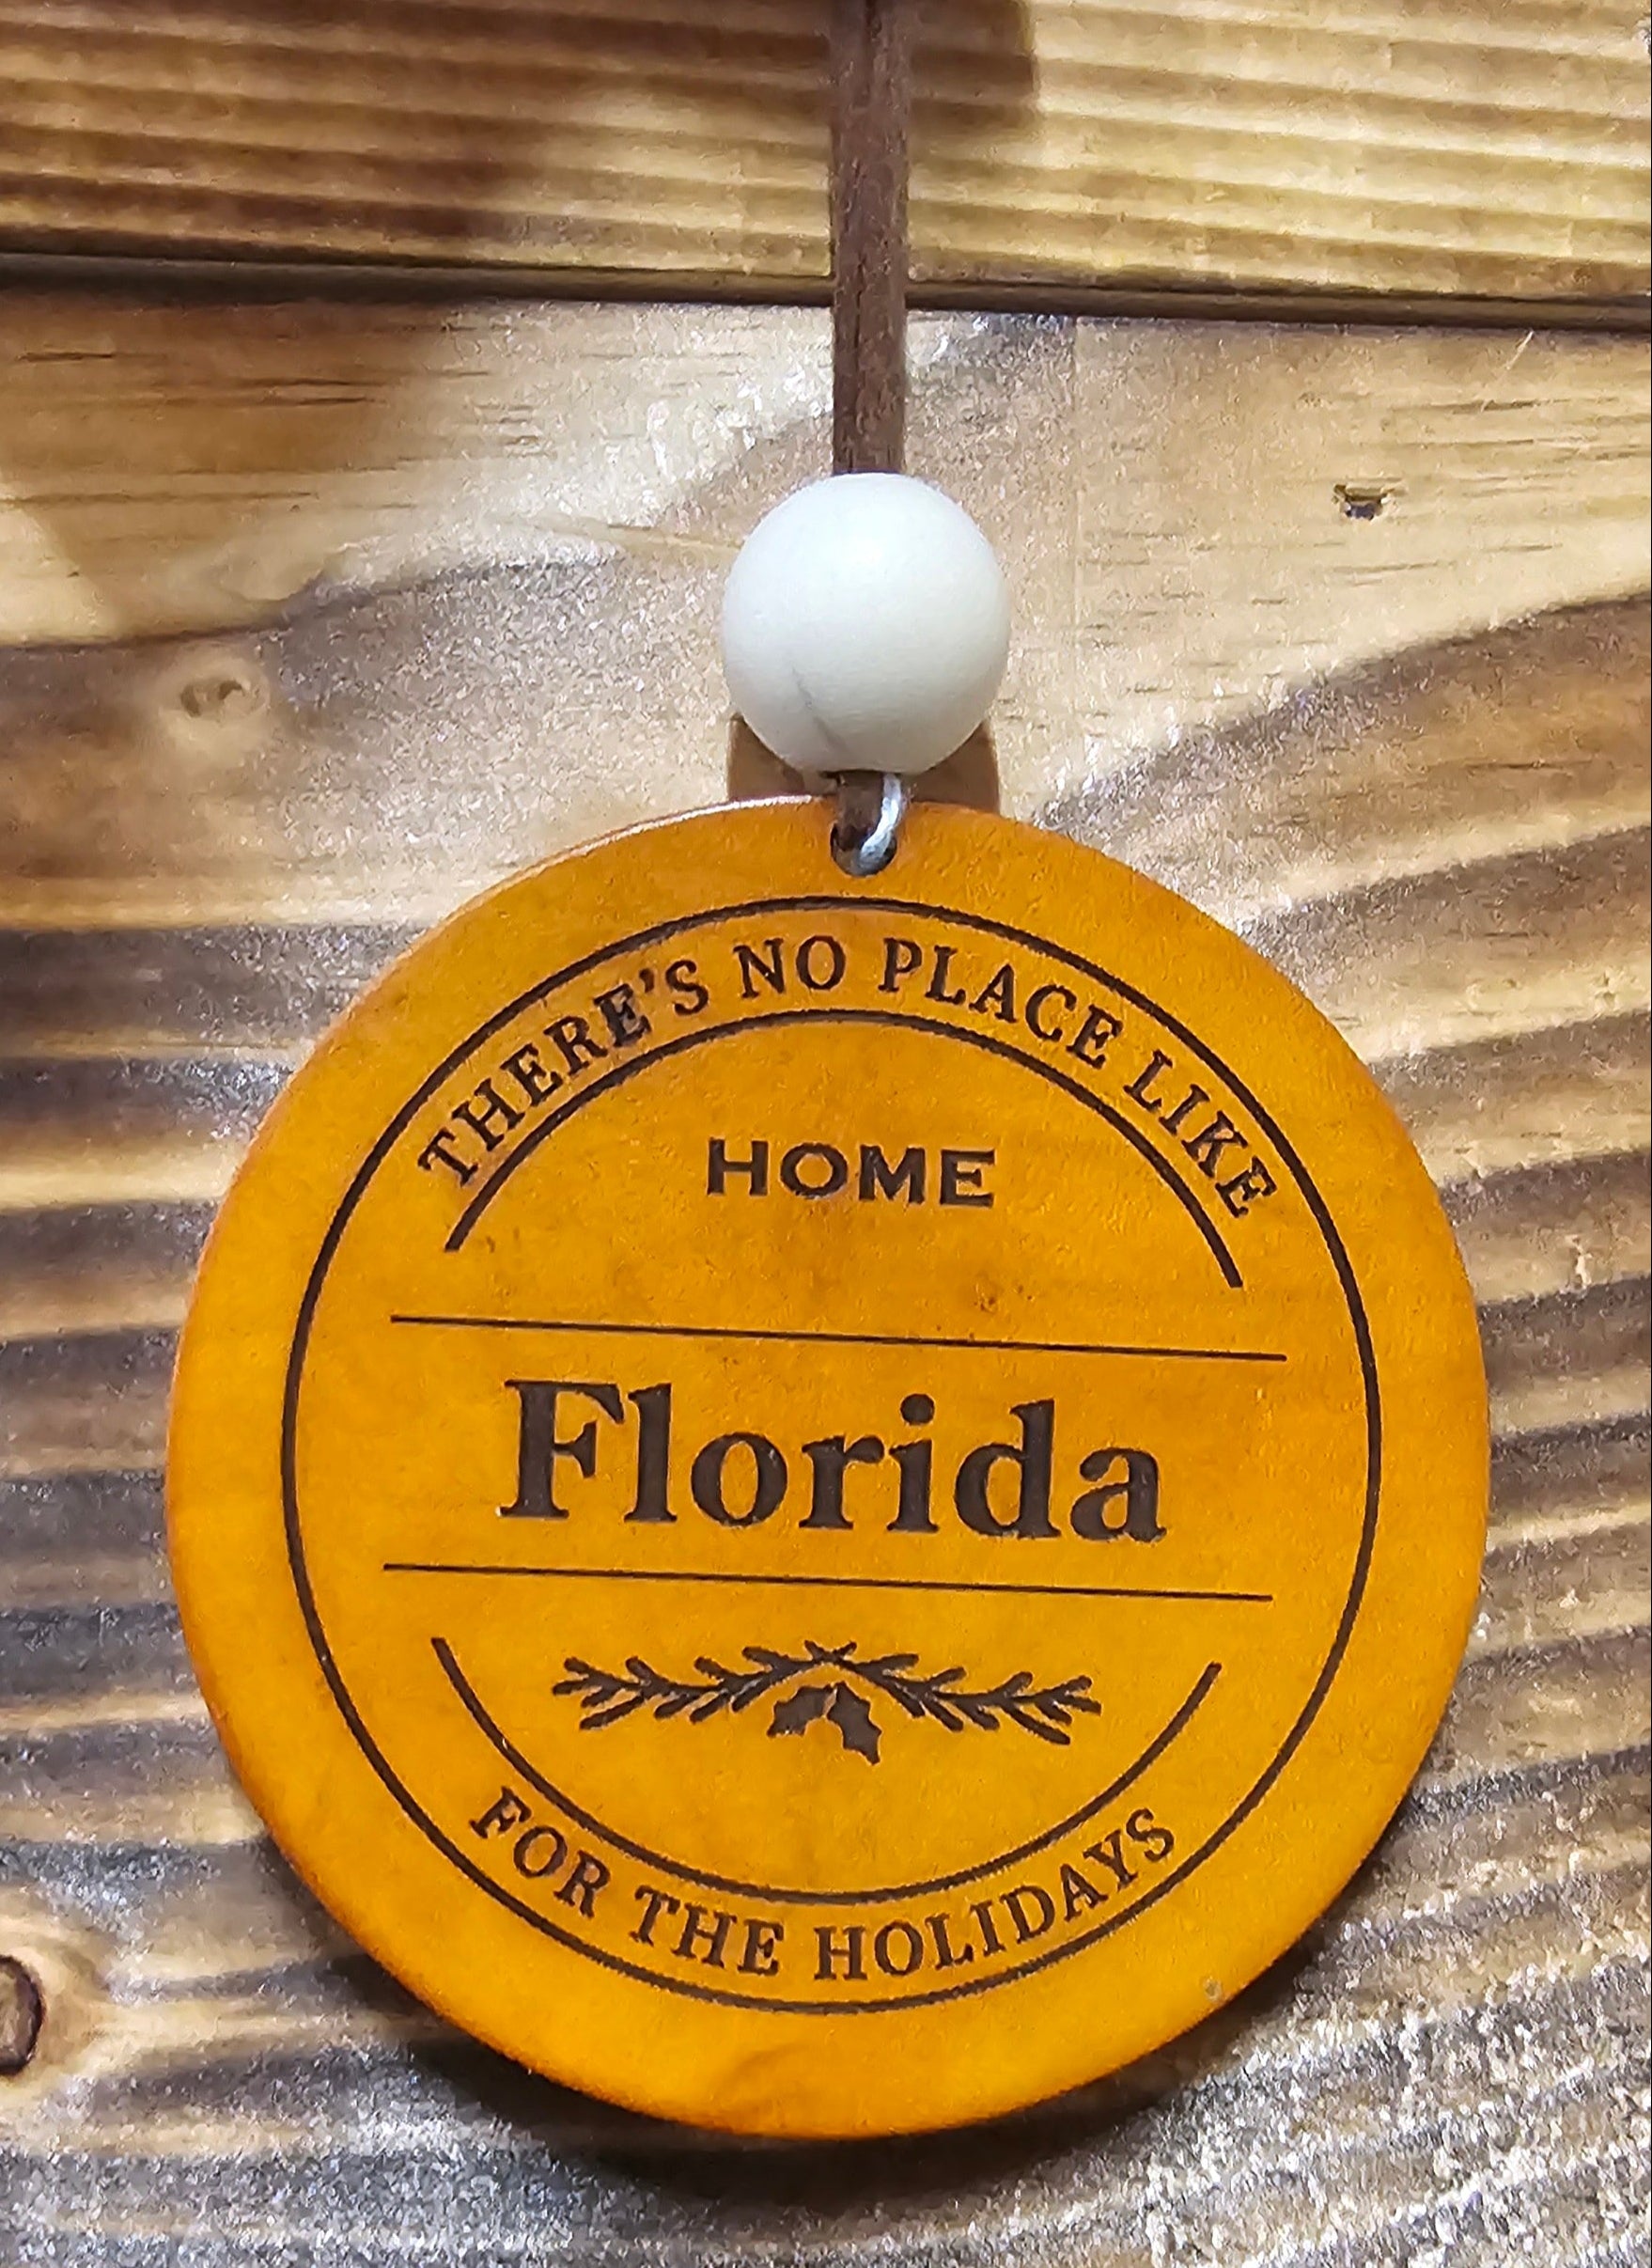 THERE'S NO PLACE LIKE
HOME
Florida
FOR THE HOLIDAYS